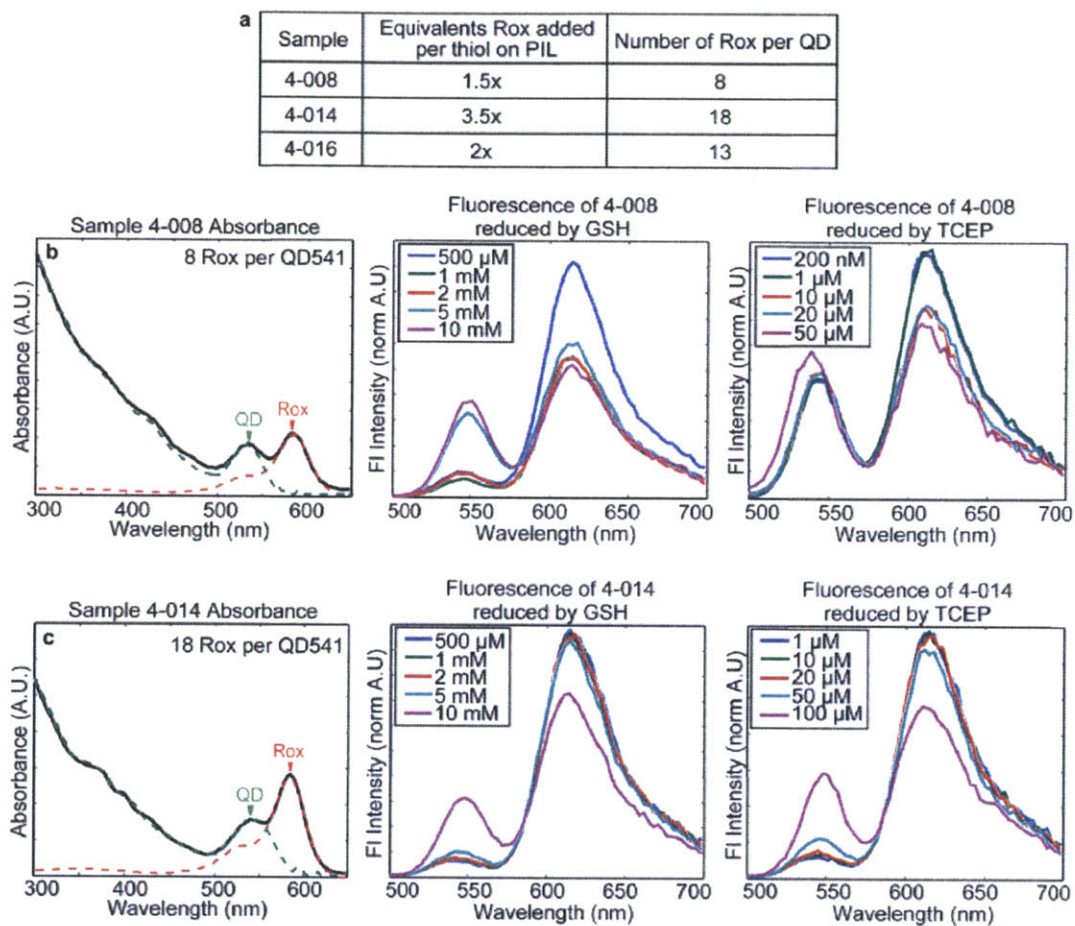 a
Sample
Equivalents Rox added
per thiol on PIL
Number of Rox per QD
4-008
1.5x
8
4-014
3.5x
18
4-016
2x
13
b
Sample 4-008 Absorbance
8 Rox per QD541
QD
Rox
Absorbance (A.U.)
300
400
500
600
Wavelength (nm)
Fluorescence of 4-008
reduced by GSH
500 µM
1 mM
2 mM
5 mM
10 mM
FI Intensity (norm A.U)
500
550
600
650
700
Wavelength (nm)
Fluorescence of 4-008
reduced by TCEP
200 nM
1 µM
10 µM
20 µM
50 µM
FI Intensity (norm A.U)
500
550
600
650
700
Wavelength (nm)
c
Sample 4-014 Absorbance
18 Rox per QD541
QD
Rox
Absorbance (A.U.)
300
400
500
600
Wavelength (nm)
Fluorescence of 4-014
reduced by GSH
500 µM
1 mM
2 mM
5 mM
10 mM
FI Intensity (norm A.U)
500
550
600
650
700
Wavelength (nm)
Fluorescence of 4-014
reduced by TCEP
1 µM
10 µM
20 µM
50 µM
100 µM
FI Intensity (norm A.U)
500
550
600
650
700
Wavelength (nm)